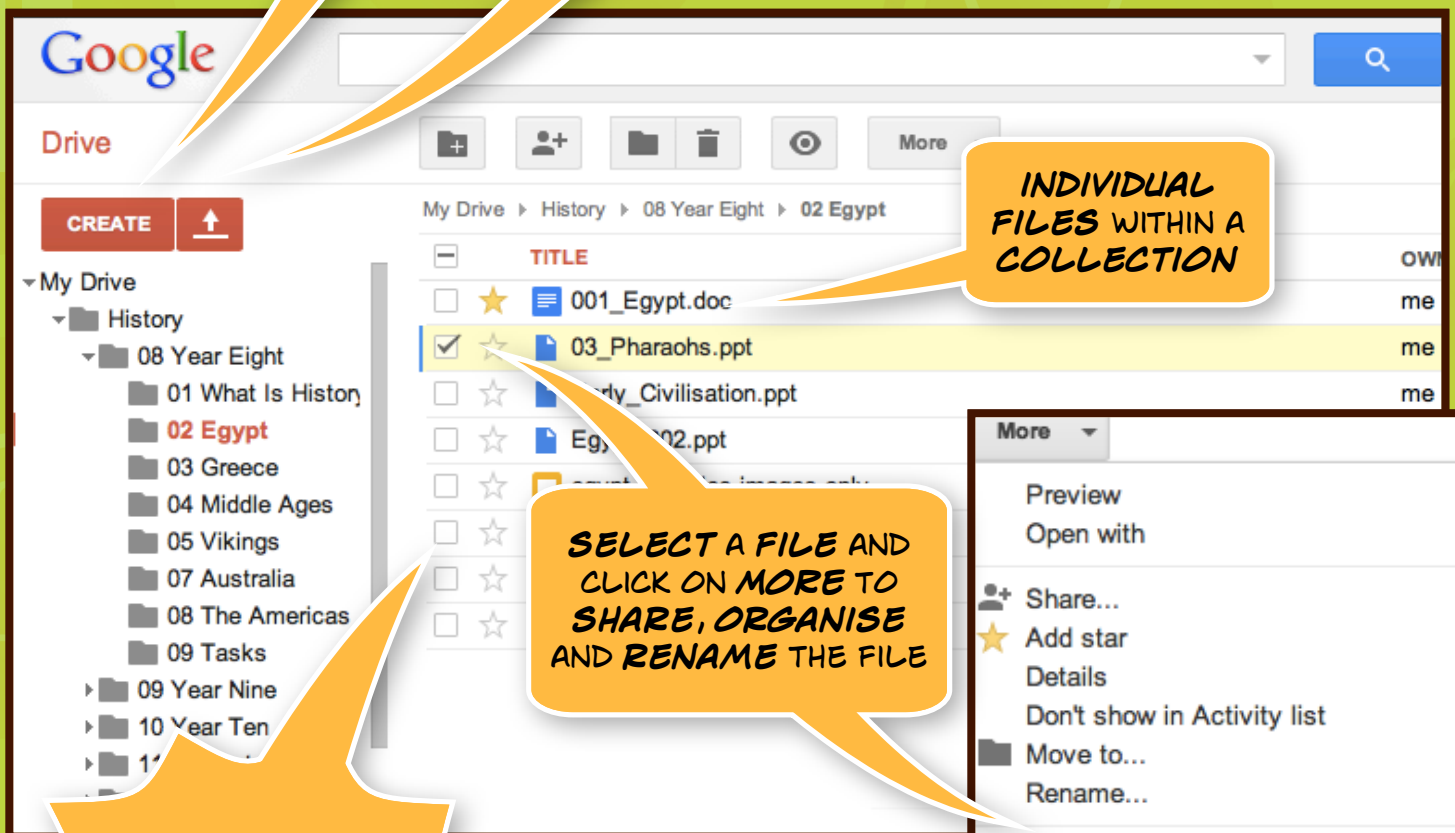 Google
Drive
More
CREATE
My Drive
History
08 Year Eight
01 What Is History
02 Egypt
03 Greece
04 Middle Ages
05 Vikings
07 Australia
08 The Americas
09 Tasks
09 Year Nine
10 Year Ten
My Drive History 08 Year Eight 02 Egypt
TITLE
001_Egypt.doc me
03_Pharaohs.ppt me
me
INDIVIDUAL
FILES WITHIN A
COLLECTION
SELECT A FILE AND
CLICK ON MORE TO
SHARE, ORGANISE
AND RENAME THE FILE
More
Preview
Open with
Share...
Add star
Details
Don't show in Activity list
Move to...
Rename...